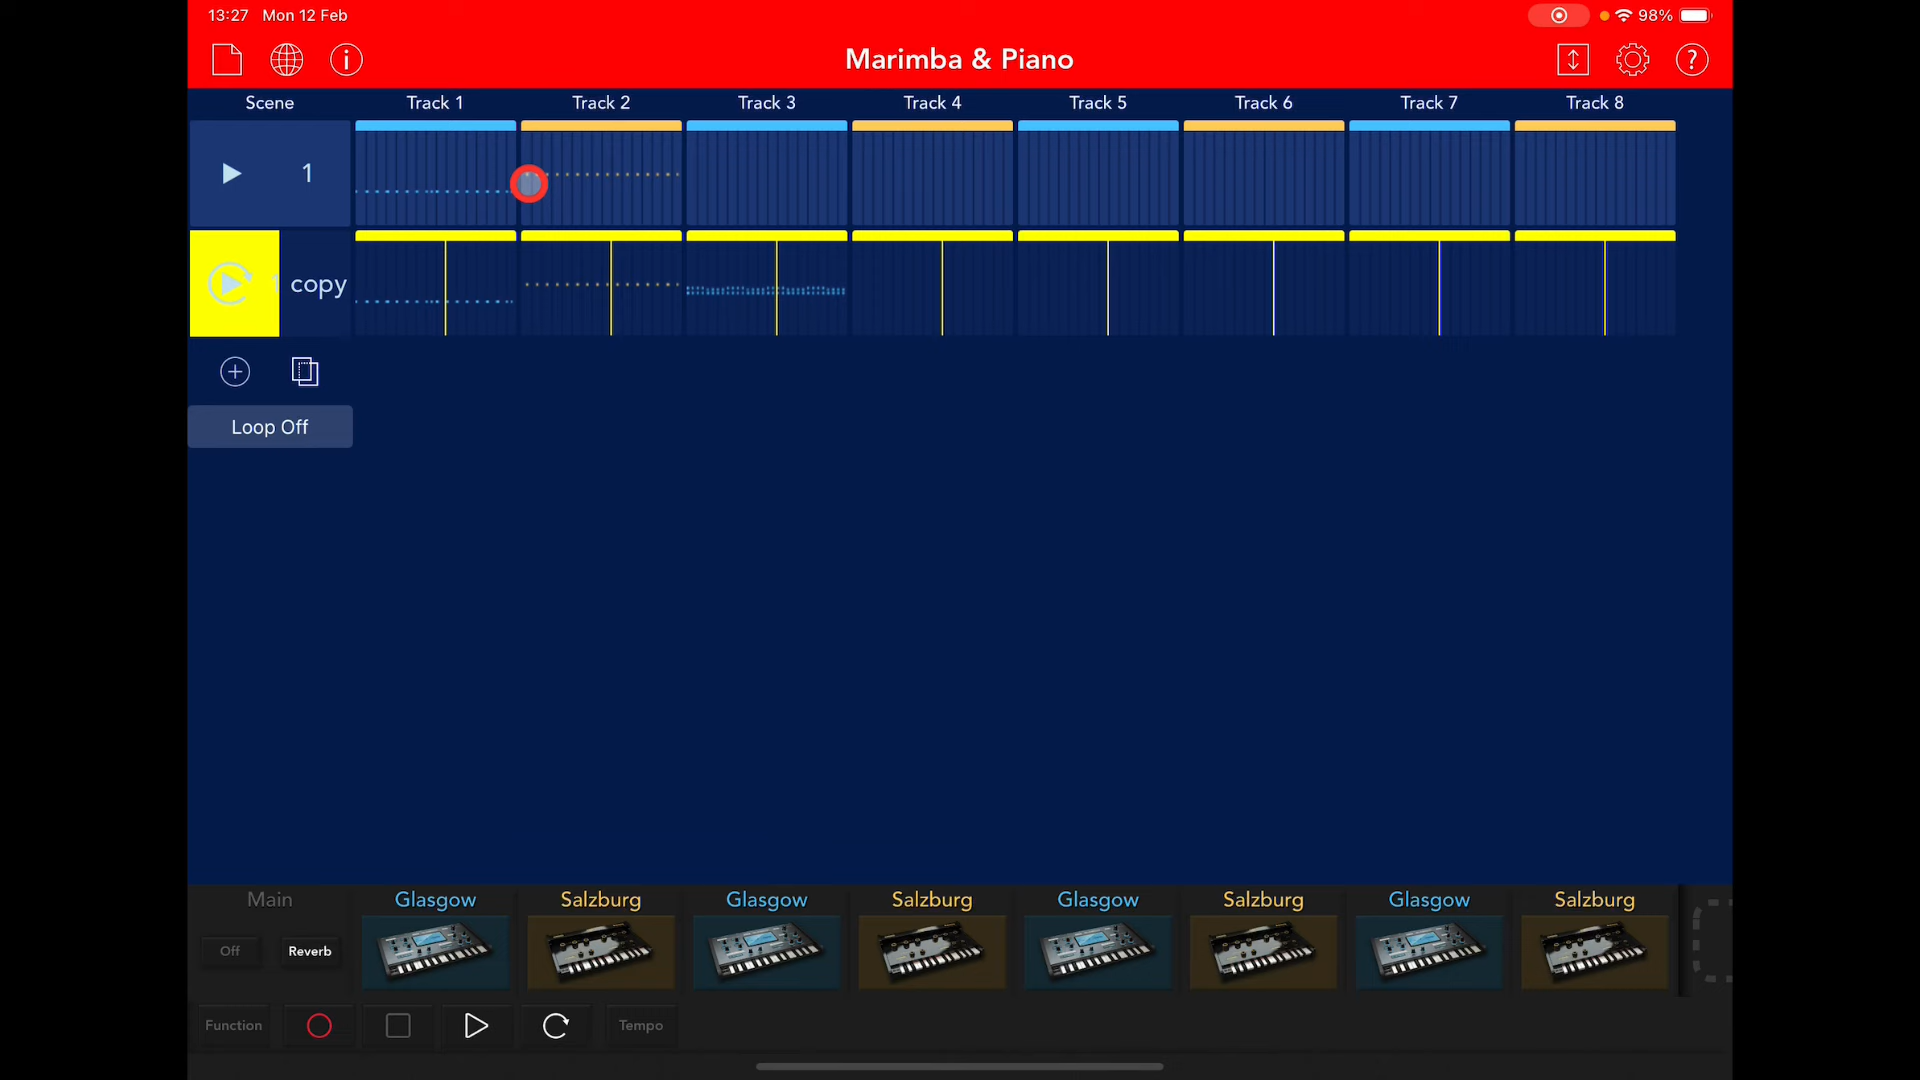 13:27 Mon 12 Feb
98%
Marimba & Piano
Scene Track 1 Track 2 Track 3 Track 4 Track 5 Track 6 Track 7 Track 8
1
1 copy
Loop Off
Main Glasgow Salzburg Glasgow Salzburg Glasgow Salzburg Glasgow Salzburg
Off Reverb
Function Tempo